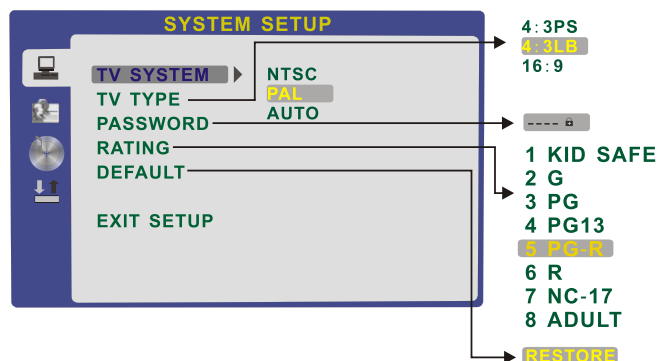 SYSTEM SETUP
TV SYSTEM
TV TYPE
PASSWORD
RATING
DEFAULT
EXIT SETUP
NTSC
PAL
AUTO
4:3PS
4:3LB
16:9
----
1 KID SAFE
2 G
3 PG
4 PG13
5 PG-R
6 R
7 NC-17
8 ADULT
RESTORE